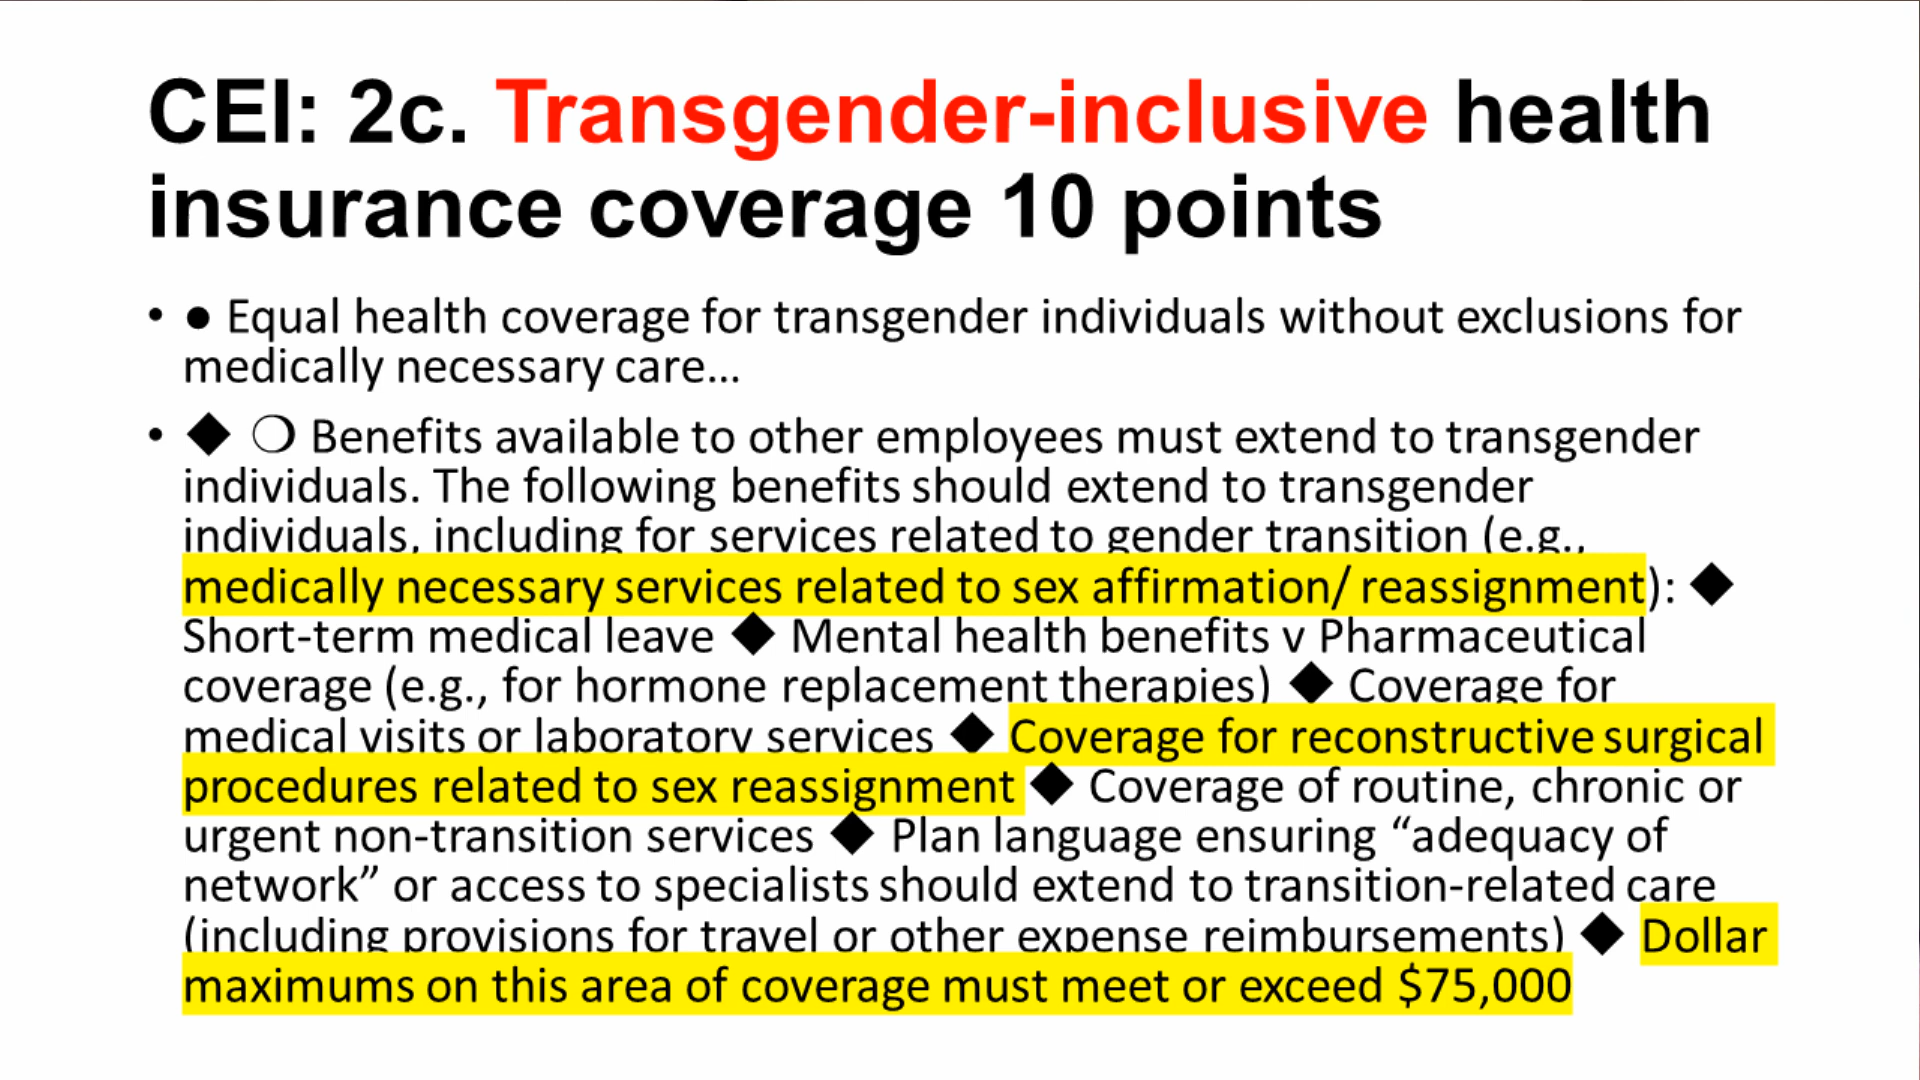 CEI: 2c. Transgender-inclusive health
insurance coverage 10 points
• ● Equal health coverage for transgender individuals without exclusions for
medically necessary care...
• ◆ ❍ Benefits available to other employees must extend to transgender
individuals. The following benefits should extend to transgender
individuals, including for services related to gender transition (e.g.,
medically necessary services related to sex affirmation/ reassignment): ◆
Short-term medical leave ◆ Mental health benefits v Pharmaceutical
coverage (e.g., for hormone replacement therapies) ◆ Coverage for
medical visits or laboratory services ◆ Coverage for reconstructive surgical
procedures related to sex reassignment ◆ Coverage of routine, chronic or
urgent non-transition services ◆ Plan language ensuring “adequacy of
network” or access to specialists should extend to transition-related care
(including provisions for travel or other expense reimbursements) ◆ Dollar
maximums on this area of coverage must meet or exceed $75,000